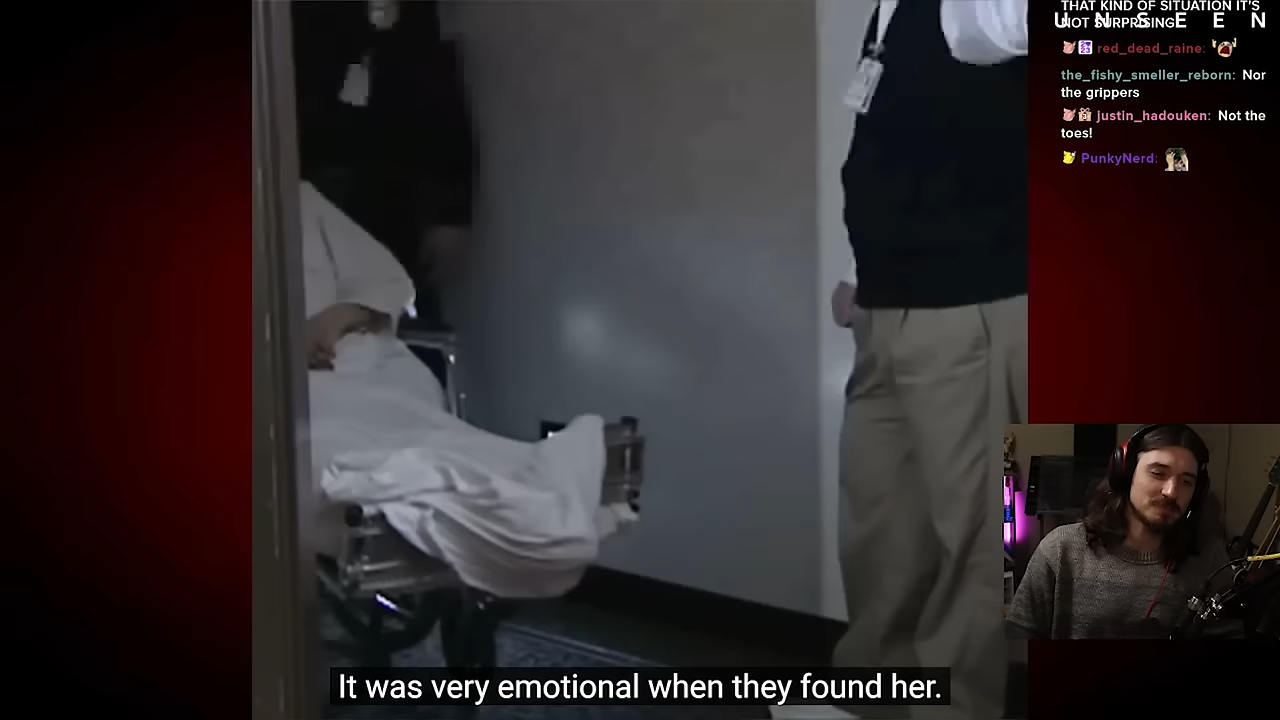 THAT KIND OF SITUATION IT'S
NOT SURPRISING
UNSEEN
red_dead_raine:
the_fishy_smeller_reborn: Nor
the grippers
justin_hadouken: Not the
toes!
PunkyNerd:
It was very emotional when they found her.